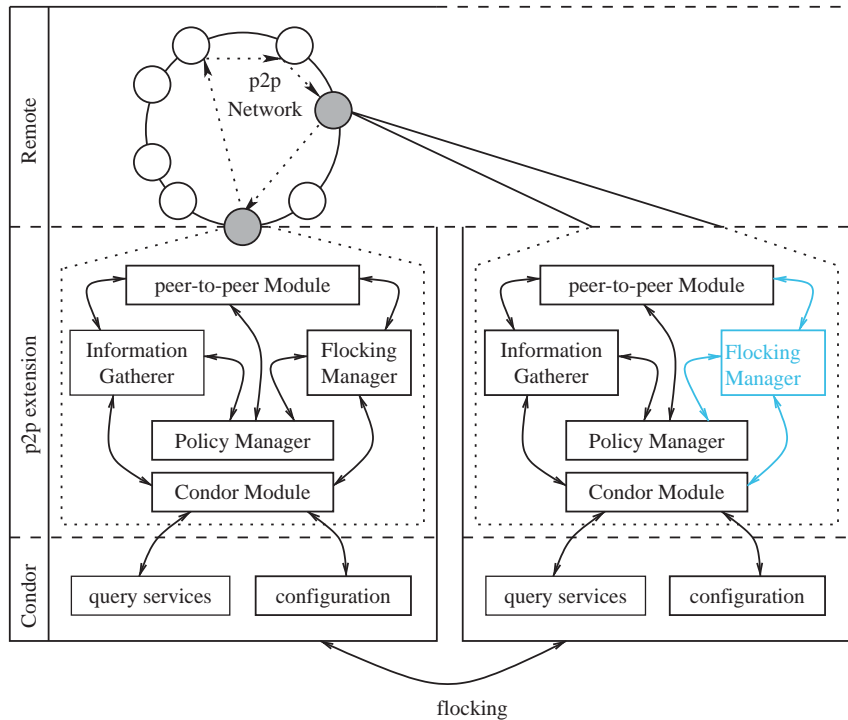 Remote
p2p
Network
p2p extension
peer-to-peer Module
Information
Gatherer
Flocking
Manager
Policy Manager
Condor Module
peer-to-peer Module
Information
Gatherer
Flocking
Manager
Policy Manager
Condor Module
Condor
query services
configuration
query services
configuration
flocking